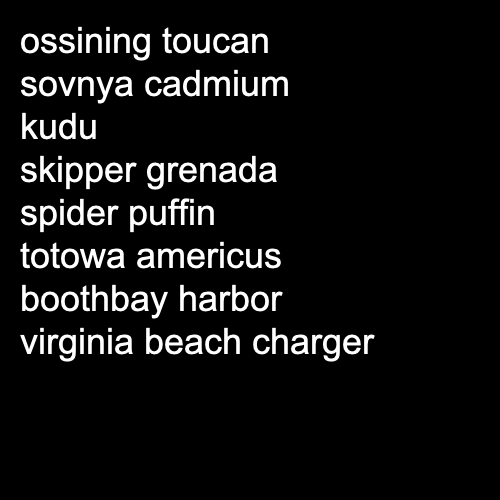 ossining toucan
sovnya cadmium
kudu
skipper grenada
spider puffin
totowa americus
boothbay harbor
virginia beach charger